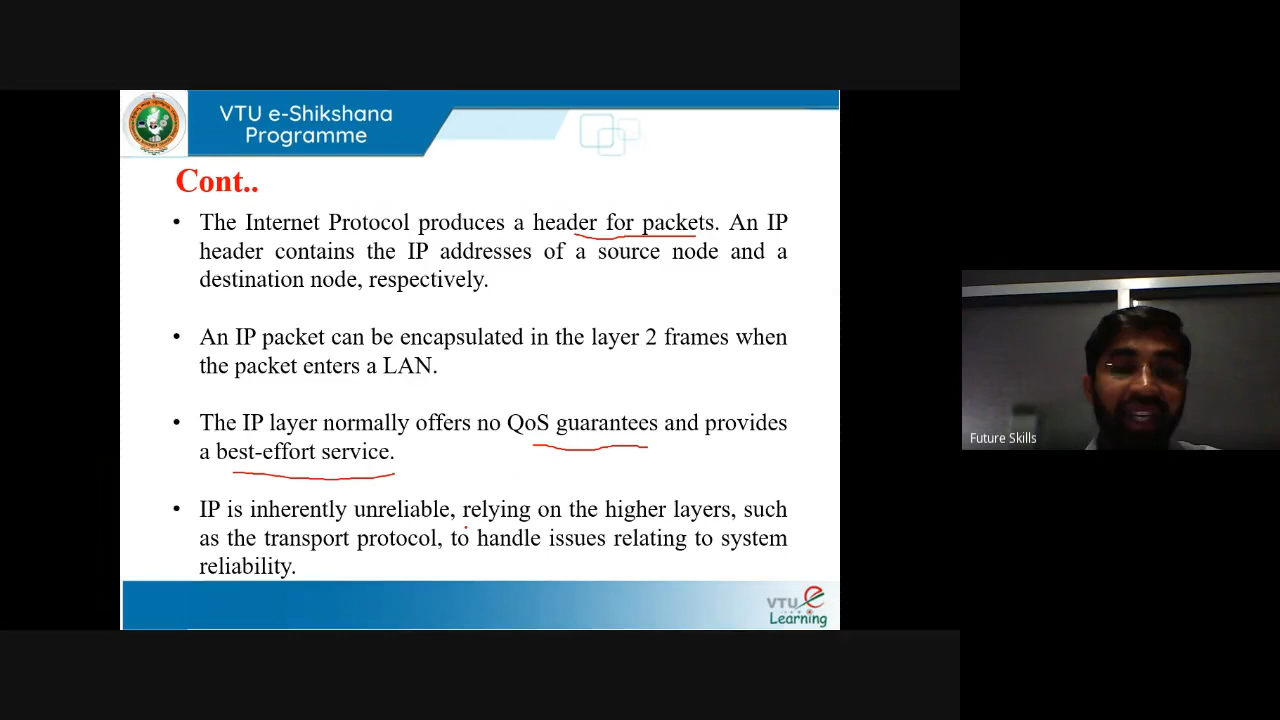 VTU e-Shikshana
Programme
Cont..
• The Internet Protocol produces a header for packets. An IP
header contains the IP addresses of a source node and a
destination node, respectively.
• An IP packet can be encapsulated in the layer 2 frames when
the packet enters a LAN.
• The IP layer normally offers no QoS guarantees and provides
a best-effort service.
• IP is inherently unreliable, relying on the higher layers, such
as the transport protocol, to handle issues relating to system
reliability.
VTU e
Learning
Future Skills